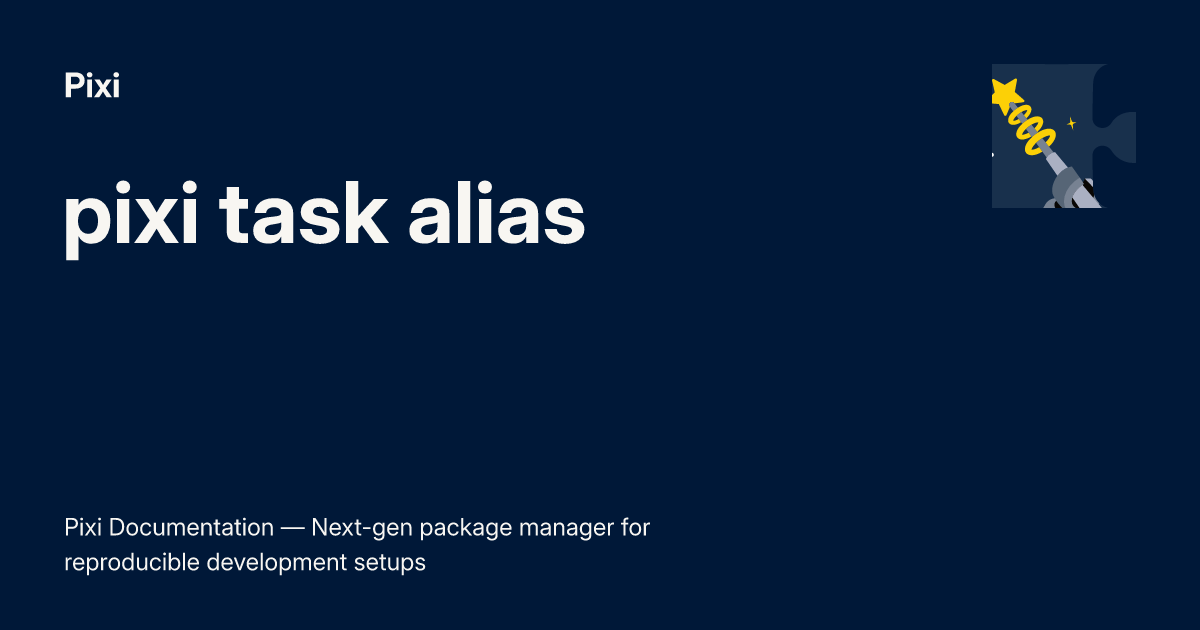 Pixi
pixi task alias
Pixi Documentation — Next-gen package manager for
reproducible development setups